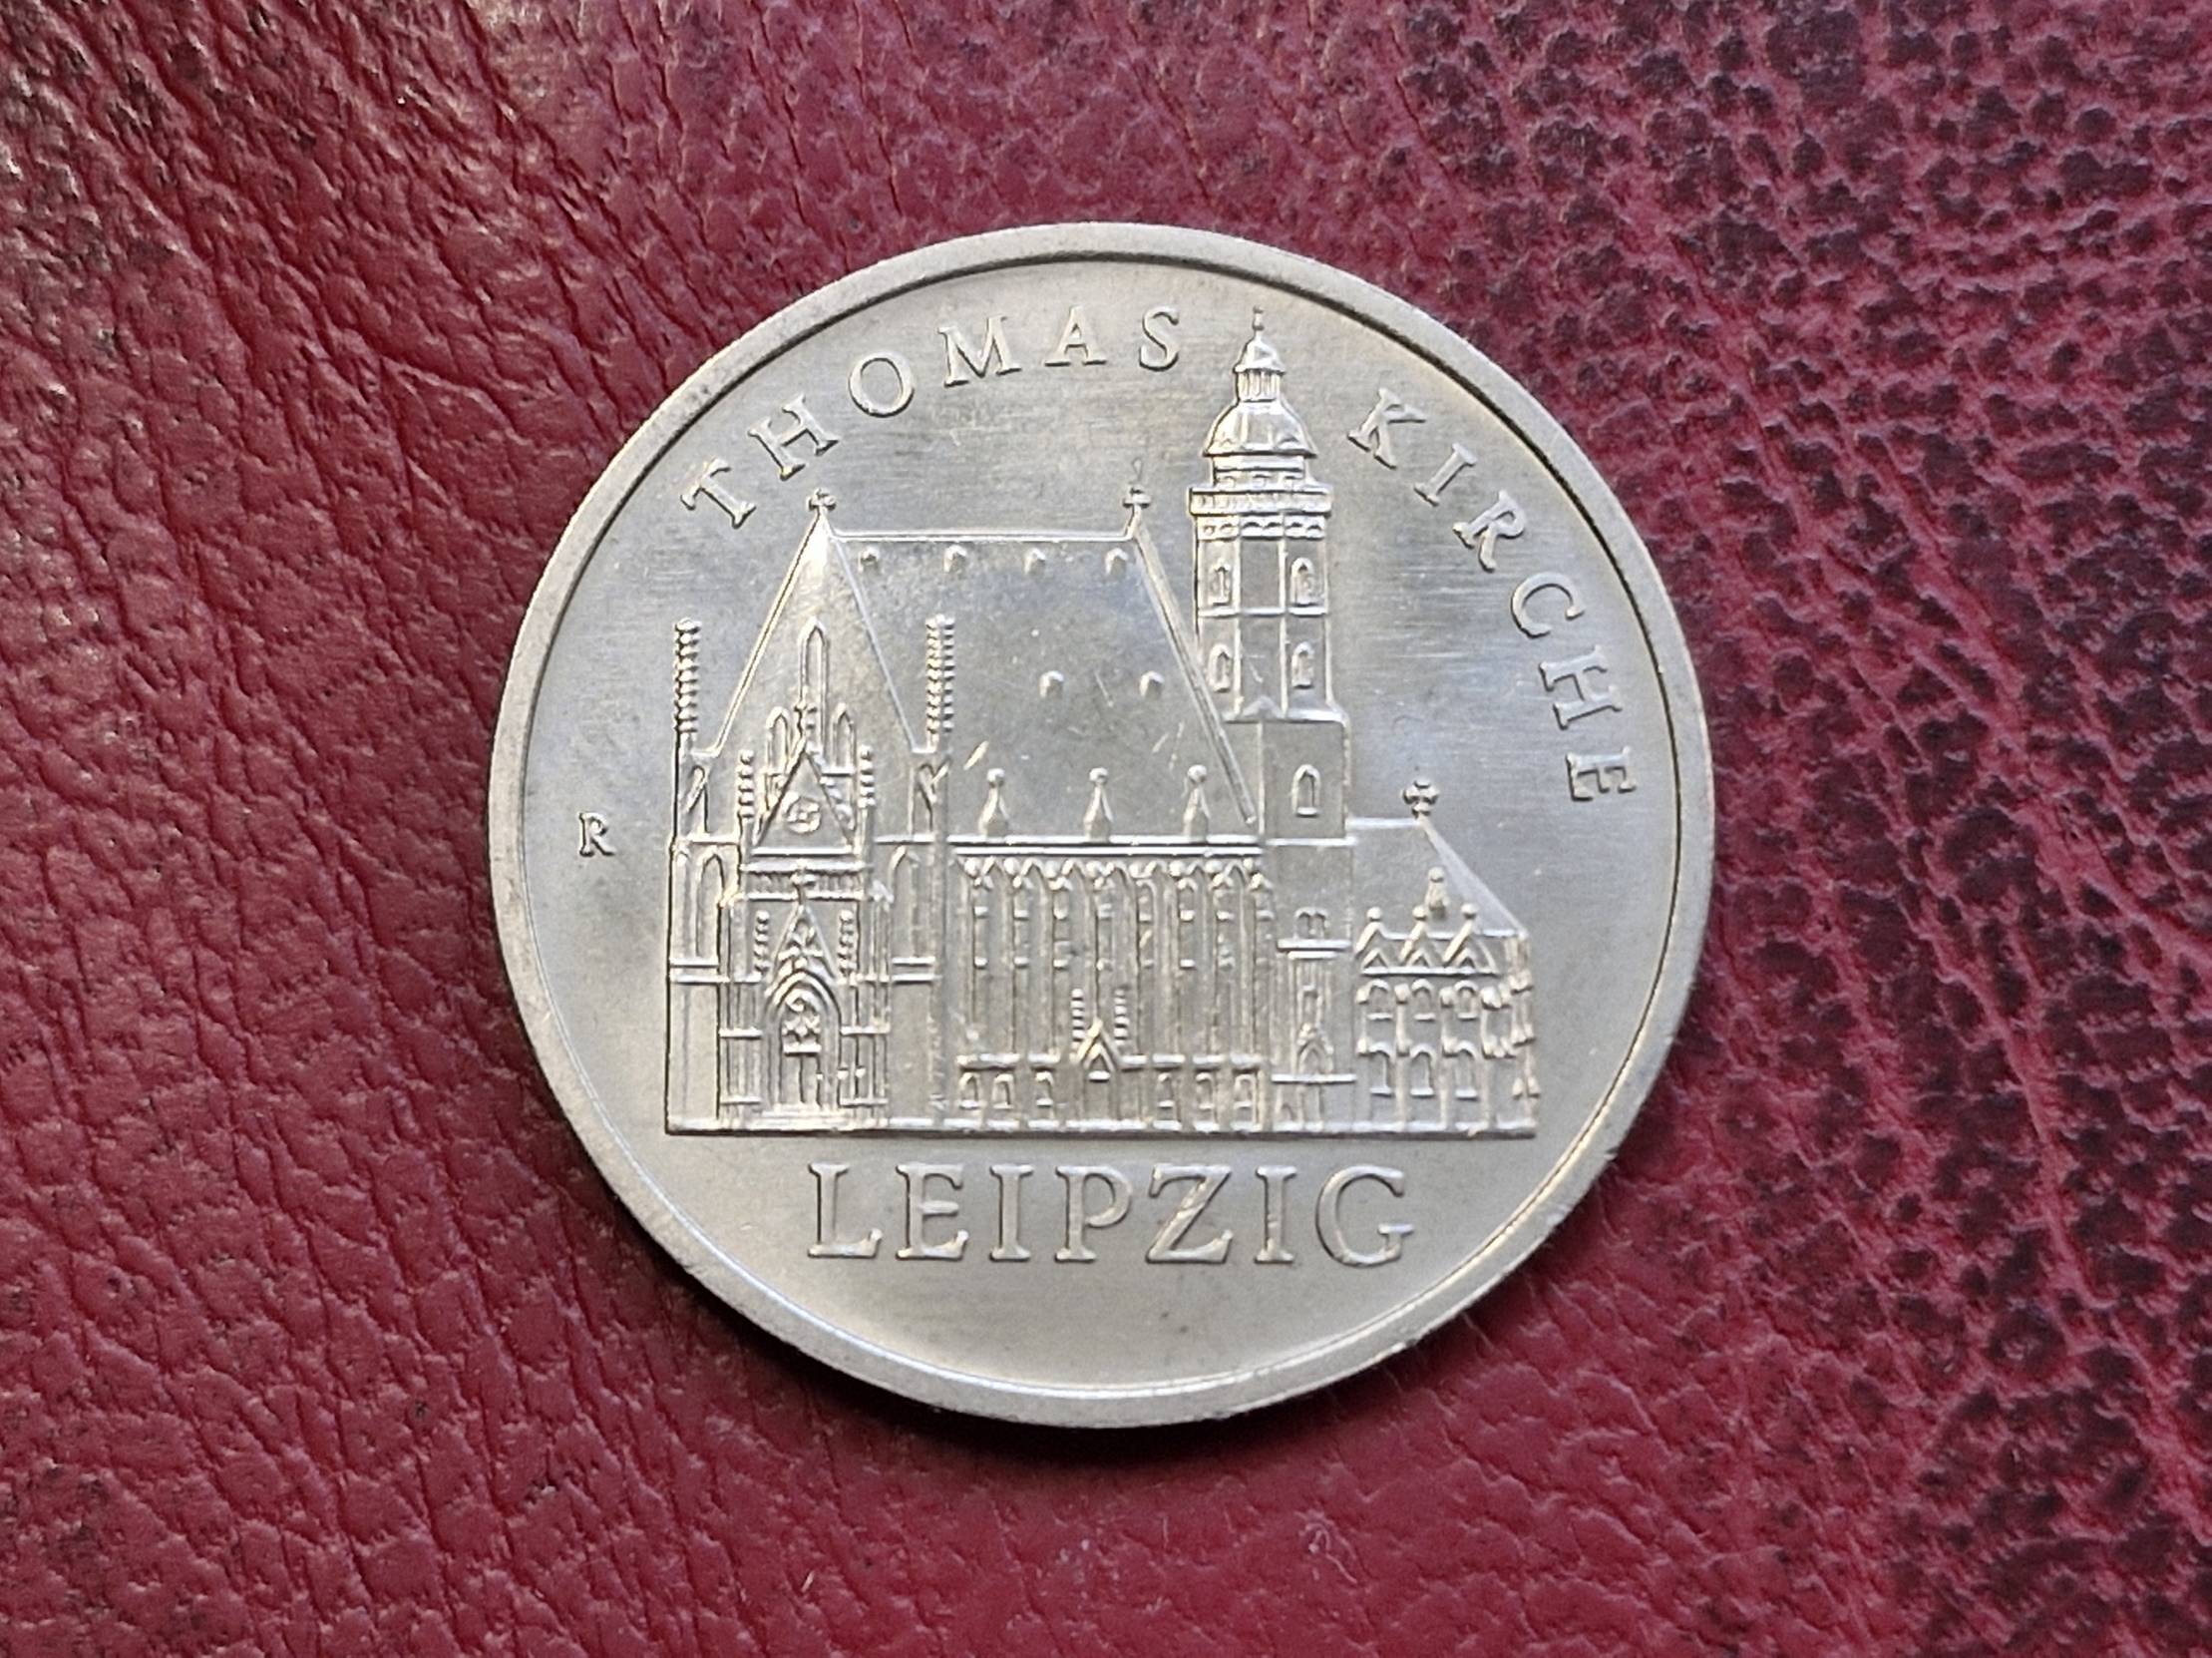 THOMAS KIRCHE
R
LEIPZIG